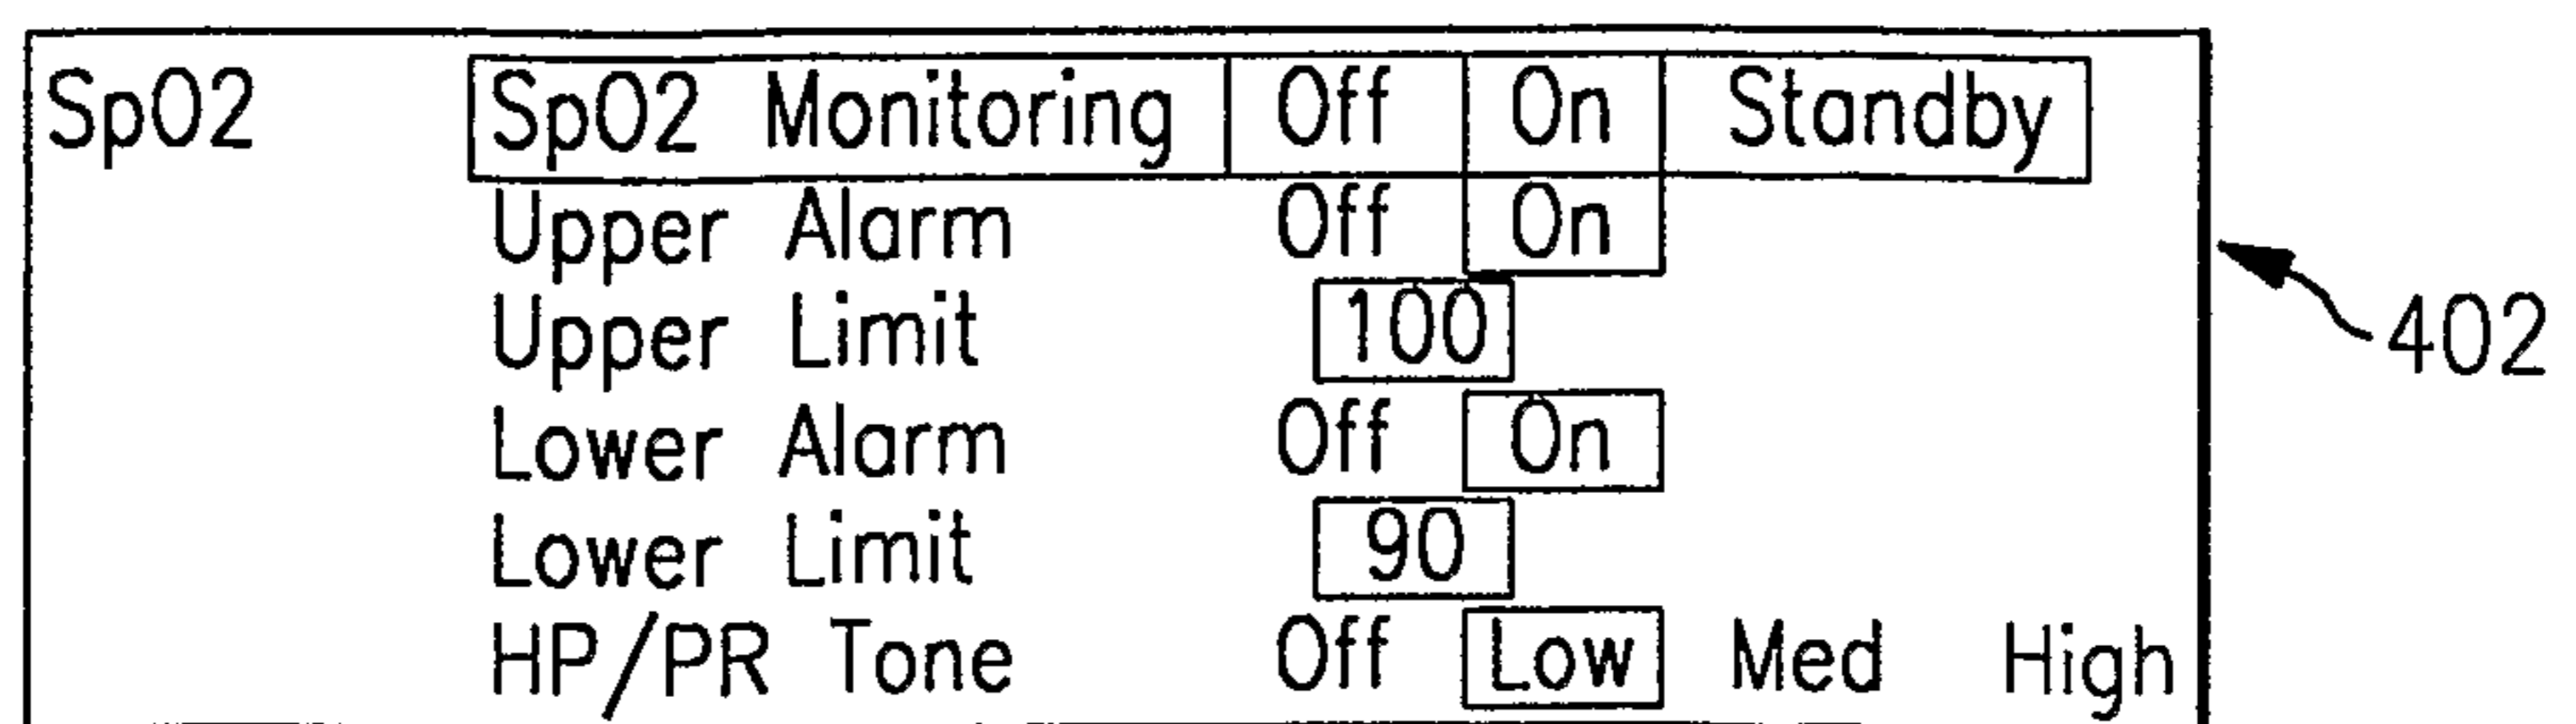 SpO2 SpO2 Monitoring Off On Standby
Upper Alarm Off On
Upper Limit 100
402
Lower Alarm Off On
Lower Limit 90
HP/PR Tone Off Low Med High